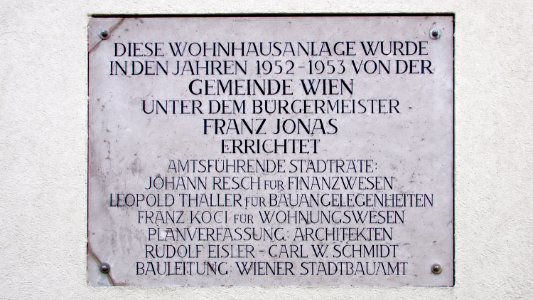 DIESE WOHNHAUSANLAGE WURDE
IN DEN JAHREN 1952-1953 VON DER
GEMEINDE WIEN
UNTER DEM BÜRGERMEISTER -
FRANZ JONAS
ERRICHTET
AMTSFÜHRENDE STADTRÄTE:
JOHANN RESCH FÜR FINANZWESEN
LEOPOLD THALLER FÜR BAUANGELEGENHEITEN
FRANZ KOCI FÜR WOHNUNGSWESEN
PLANVERFASSUNG: ARCHITEKTEN
RUDOLF EISLER - CARL W. SCHMIDT
BAULEITUNG: WIENER STADTBAUAMT